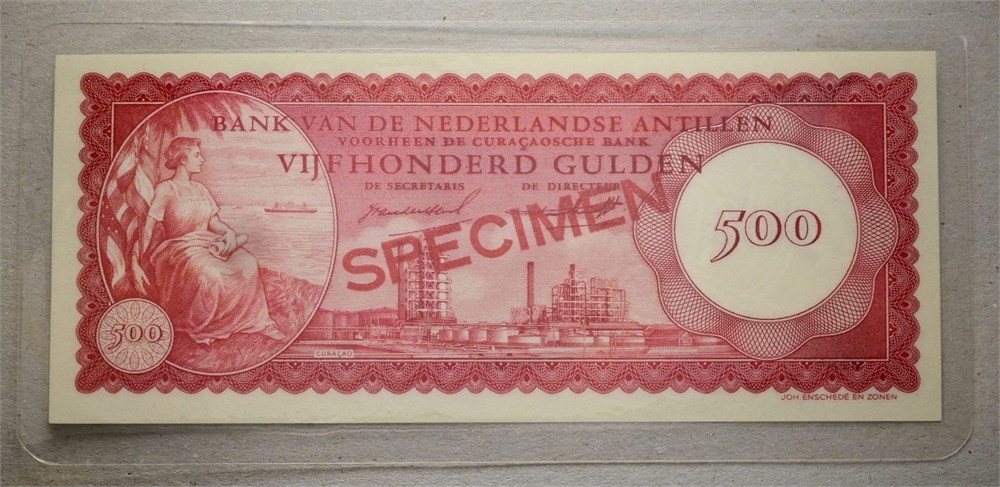 BANK VAN DE NEDERLANDSE ANTILLEN
VOORHEEN DE CURAÇAOSCHE BANK
VIJFHONDERD GULDEN
DE SECRETARIS DE DIRECTEUR
SPECIMEN
500
500
CURAÇAO
JOH ENSCHEDÉ EN ZONEN